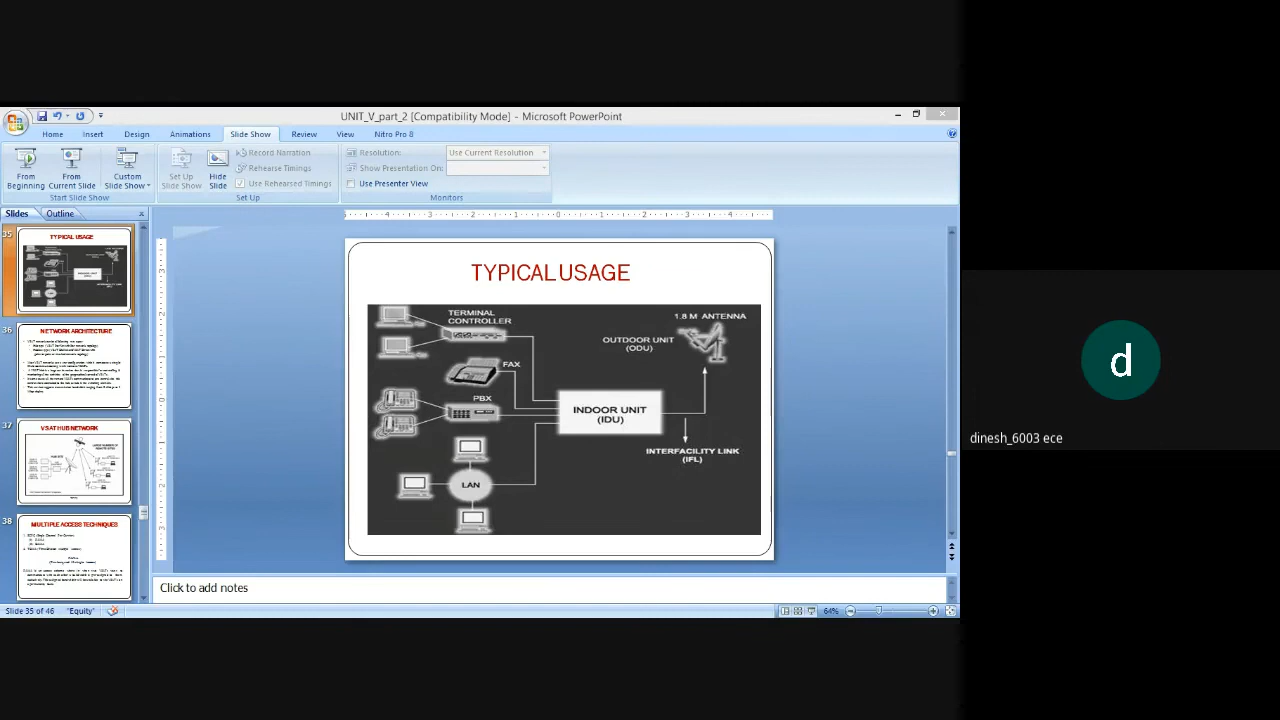 UNIT_V_part_2 [Compatibility Mode] - Microsoft PowerPoint
Home Insert Design Animations Slide Show Review View Nitro Pro 8
From Beginning
From Current Slide
Custom Slide Show
Start Slide Show
Set Up Slide Show
Hide Slide
Record Narration
Rehearse Timings
Use Rehearsed Timings
Set Up
Resolution: Use Current Resolution
Show Presentation On:
Use Presenter View
Monitors
Slides Outline
35
TYPICAL USAGE
36
NETWORK ARCHITECTURE
37
VSAT HUB NETWORK
38
MULTIPLE ACCESS TECHNIQUES
TYPICAL USAGE
TERMINAL
CONTROLLER
FAX
PBX
LAN
INDOOR UNIT
(IDU)
1.8 M ANTENNA
OUTDOOR UNIT
(ODU)
INTERFACILITY LINK
(IFL)
Click to add notes
Slide 35 of 46 "Equity" 64%
d
dinesh_6003 ece